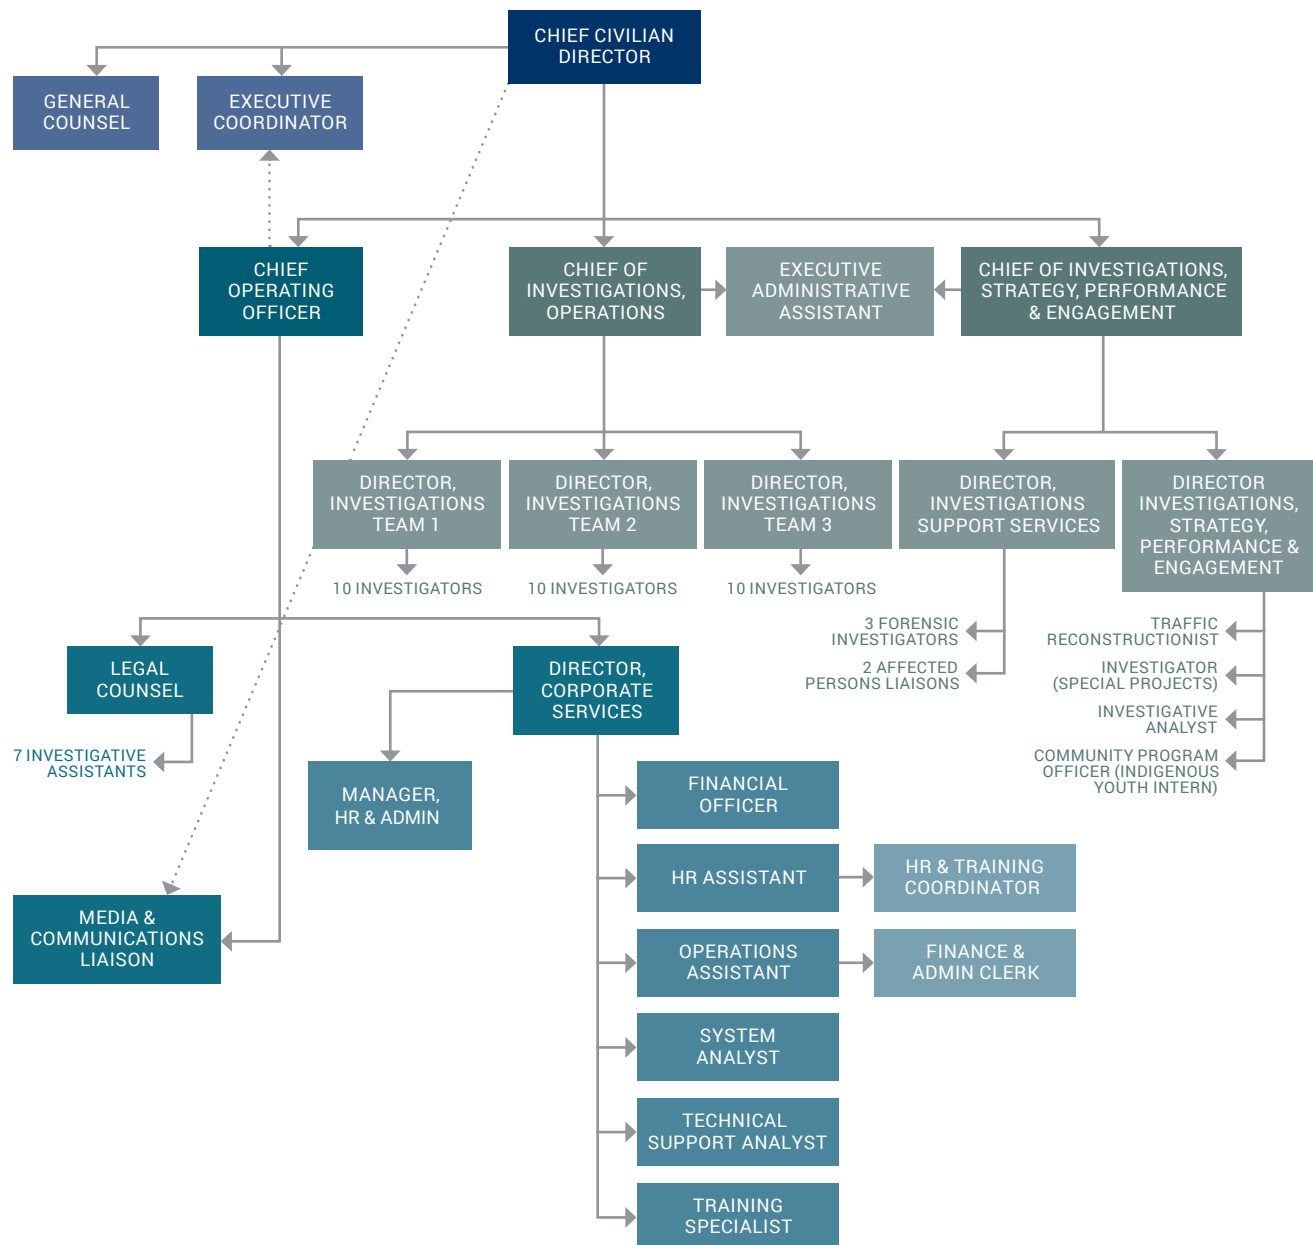 CHIEF CIVILIAN
DIRECTOR
GENERAL
COUNSEL
EXECUTIVE
COORDINATOR
CHIEF
OPERATING
OFFICER
CHIEF OF
INVESTIGATIONS,
OPERATIONS
EXECUTIVE
ADMINISTRATIVE
ASSISTANT
CHIEF OF INVESTIGATIONS,
STRATEGY, PERFORMANCE
& ENGAGEMENT
DIRECTOR,
INVESTIGATIONS
TEAM 1
DIRECTOR,
INVESTIGATIONS
TEAM 2
DIRECTOR,
INVESTIGATIONS
TEAM 3
DIRECTOR,
INVESTIGATIONS
SUPPORT SERVICES
DIRECTOR
INVESTIGATIONS,
STRATEGY,
PERFORMANCE &
ENGAGEMENT
10 INVESTIGATORS
10 INVESTIGATORS
10 INVESTIGATORS
3 FORENSIC
INVESTIGATORS
2 AFFECTED
PERSONS LIAISONS
TRAFFIC
RECONSTRUCTIONIST
INVESTIGATOR
(SPECIAL PROJECTS)
INVESTIGATIVE
ANALYST
COMMUNITY PROGRAM
OFFICER (INDIGENOUS
YOUTH INTERN)
LEGAL
COUNSEL
DIRECTOR,
CORPORATE
SERVICES
7 INVESTIGATIVE
ASSISTANTS
MANAGER,
HR & ADMIN
FINANCIAL
OFFICER
HR ASSISTANT
HR & TRAINING
COORDINATOR
MEDIA &
COMMUNICATIONS
LIAISON
OPERATIONS
ASSISTANT
FINANCE &
ADMIN CLERK
SYSTEM
ANALYST
TECHNICAL
SUPPORT ANALYST
TRAINING
SPECIALIST